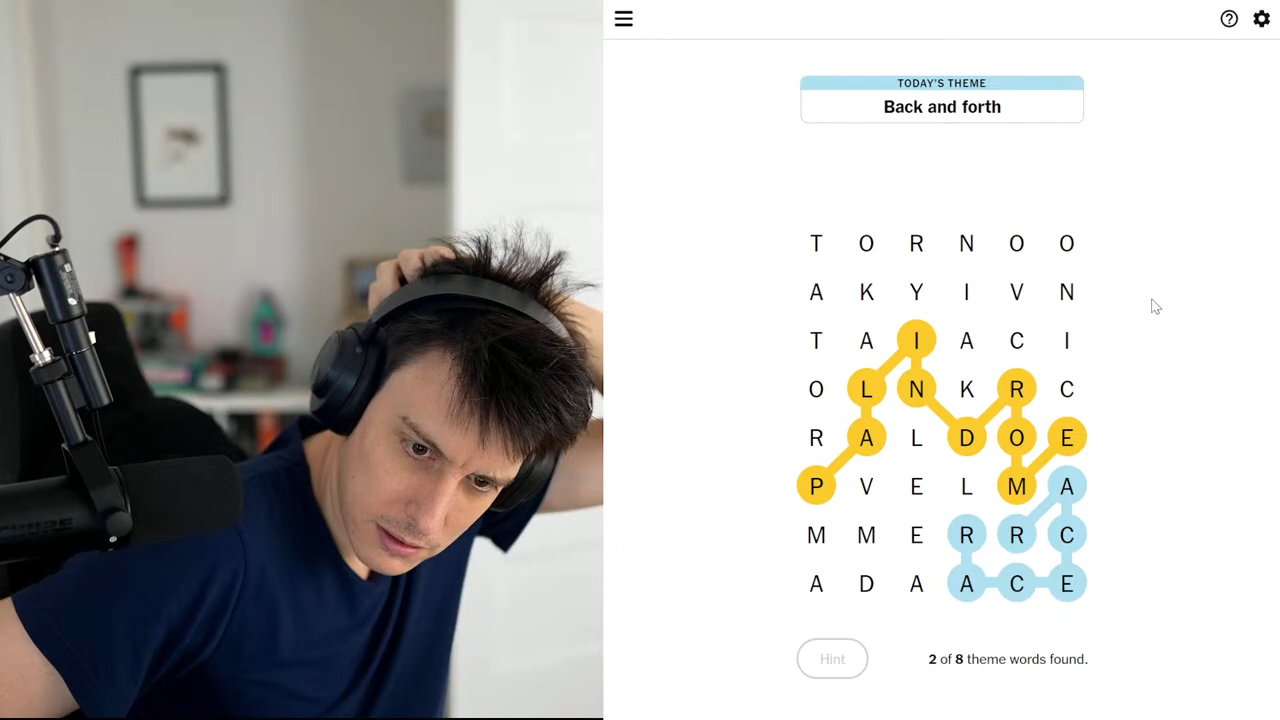 TODAY'S THEME
Back and forth
T O R N O O
A K Y I V N
T A I A C I
O L N K R C
R A L D O E
P V E L M A
M M E R R C
A D A A C E
Hint
2 of 8 theme words found.